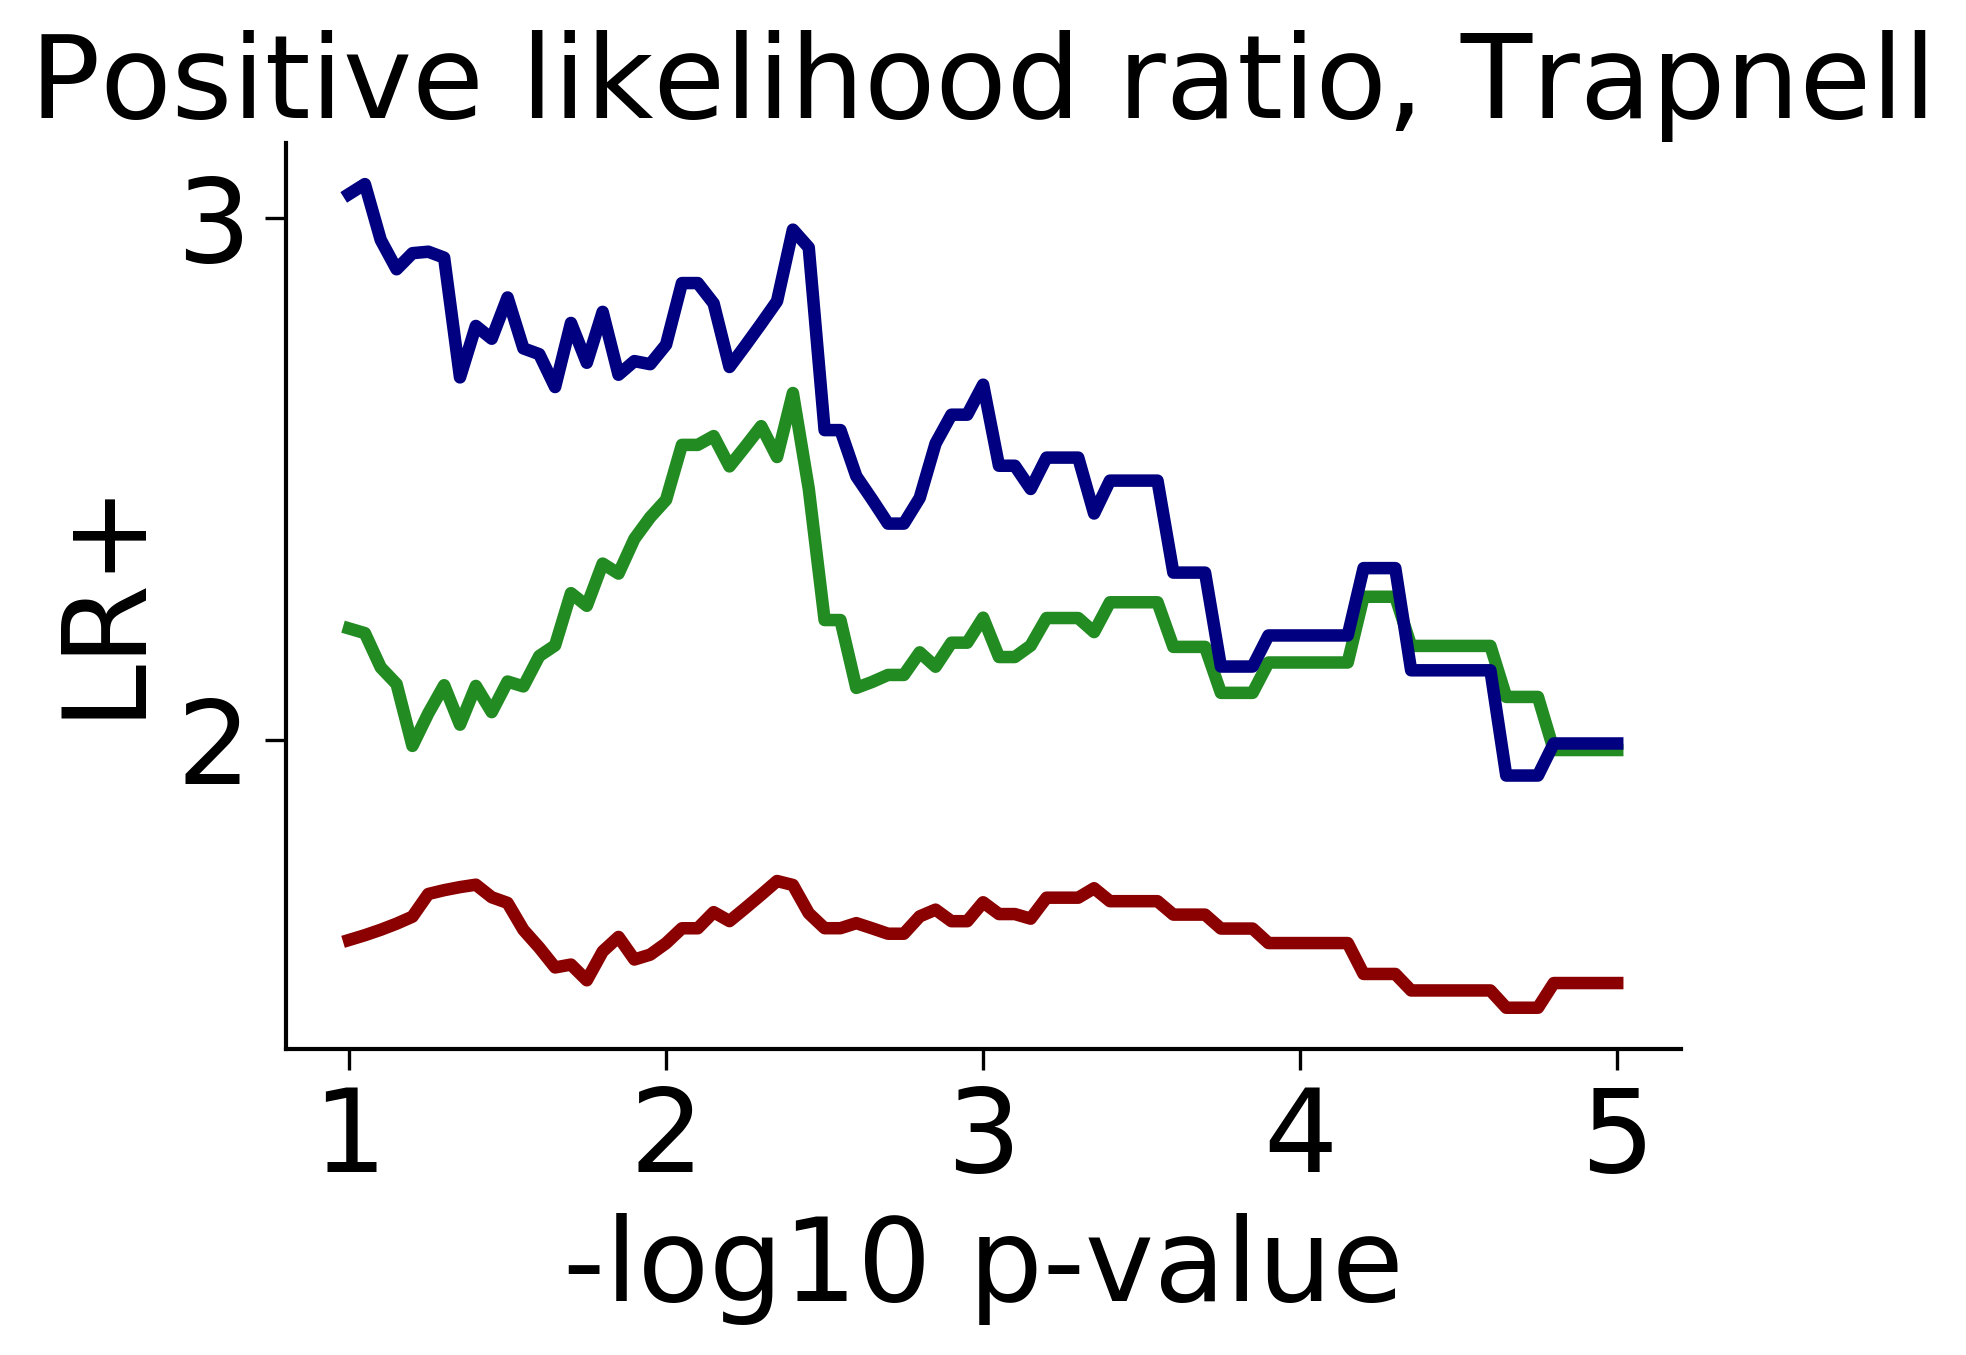 Positive likelihood ratio, Trapnell
3
2
LR+
1 2 3 4 5
-log10 p-value